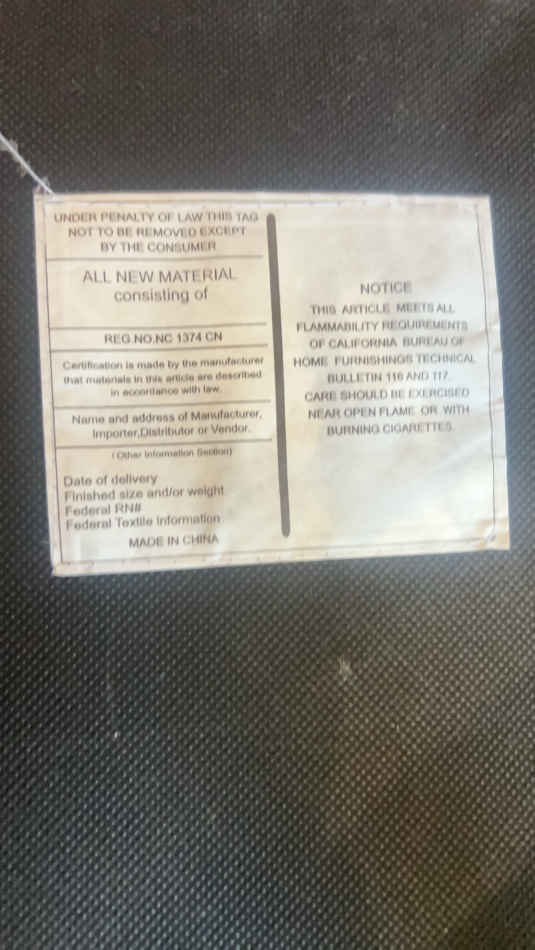 UNDER PENALTY OF LAW THIS TAG
NOT TO BE REMOVED EXCEPT
BY THE CONSUMER
ALL NEW MATERIAL
consisting of
REG.NO.NC 1374 CN
Certification is made by the manufacturer
that materials in this article are described
in accordance with law.
Name and address of Manufacturer,
Importer,Distributor or Vendor.
( Other Information Section)
Date of delivery
Finished size and/or weight
Federal RN#
Federal Textile Information
MADE IN CHINA
NOTICE
THIS ARTICLE MEETS ALL
FLAMMABILITY REQUIREMENTS
OF CALIFORNIA BUREAU OF
HOME FURNISHINGS TECHNICAL
BULLETIN 116 AND 117.
CARE SHOULD BE EXERCISED
NEAR OPEN FLAME OR WITH
BURNING CIGARETTES.